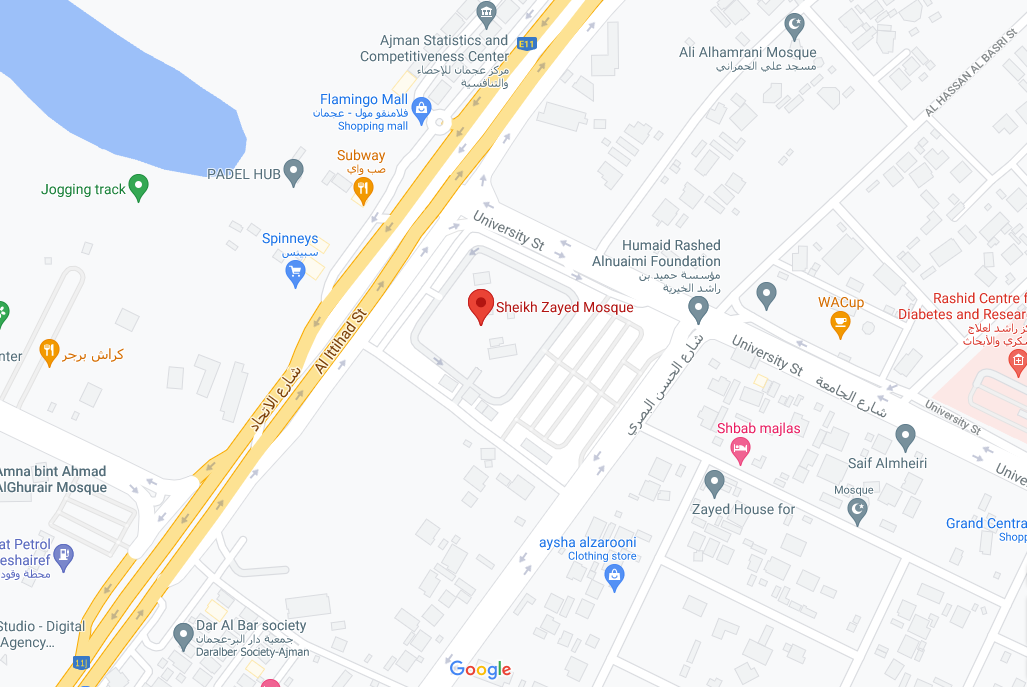 Ajman Statistics and
Competitiveness Center
مركز عجمان للإحصاء
والتنافسية
E11
Ali Alhamrani Mosque
مسجد علي الحمراني
AL HASSAN AL BASRI St
Flamingo Mall
فلامنقو مول - عجمان
Shopping mall
Subway
صب واي
PADEL HUB
Jogging track
Spinneys
سبينس
University St
Humaid Rashed
Alnuaimi Foundation
مؤسسة حميد بن
راشد الخيرية
Sheikh Zayed Mosque
WACup
Rashid Centre f
Diabetes and Resear
كز راشد لعلاج
سكري والأبحاث
Al Ittihad St
شارع الاتحاد
nter
كراش برجر
شارع الحسن البصري
University St
شارع الجامعة
University St
Unive
Shbab majlas
Saif Almheiri
Amna bint Ahmad
AlGhurair Mosque
Zayed House for
Mosque
Grand Centra
Shopp
at Petrol
eshairef
محطة وقود
aysha alzarooni
Clothing store
Studio - Digital
Agency...
Dar Al Bar society
جمعية دار البر-عجمان
Daralber Society-Ajman
11J
Google